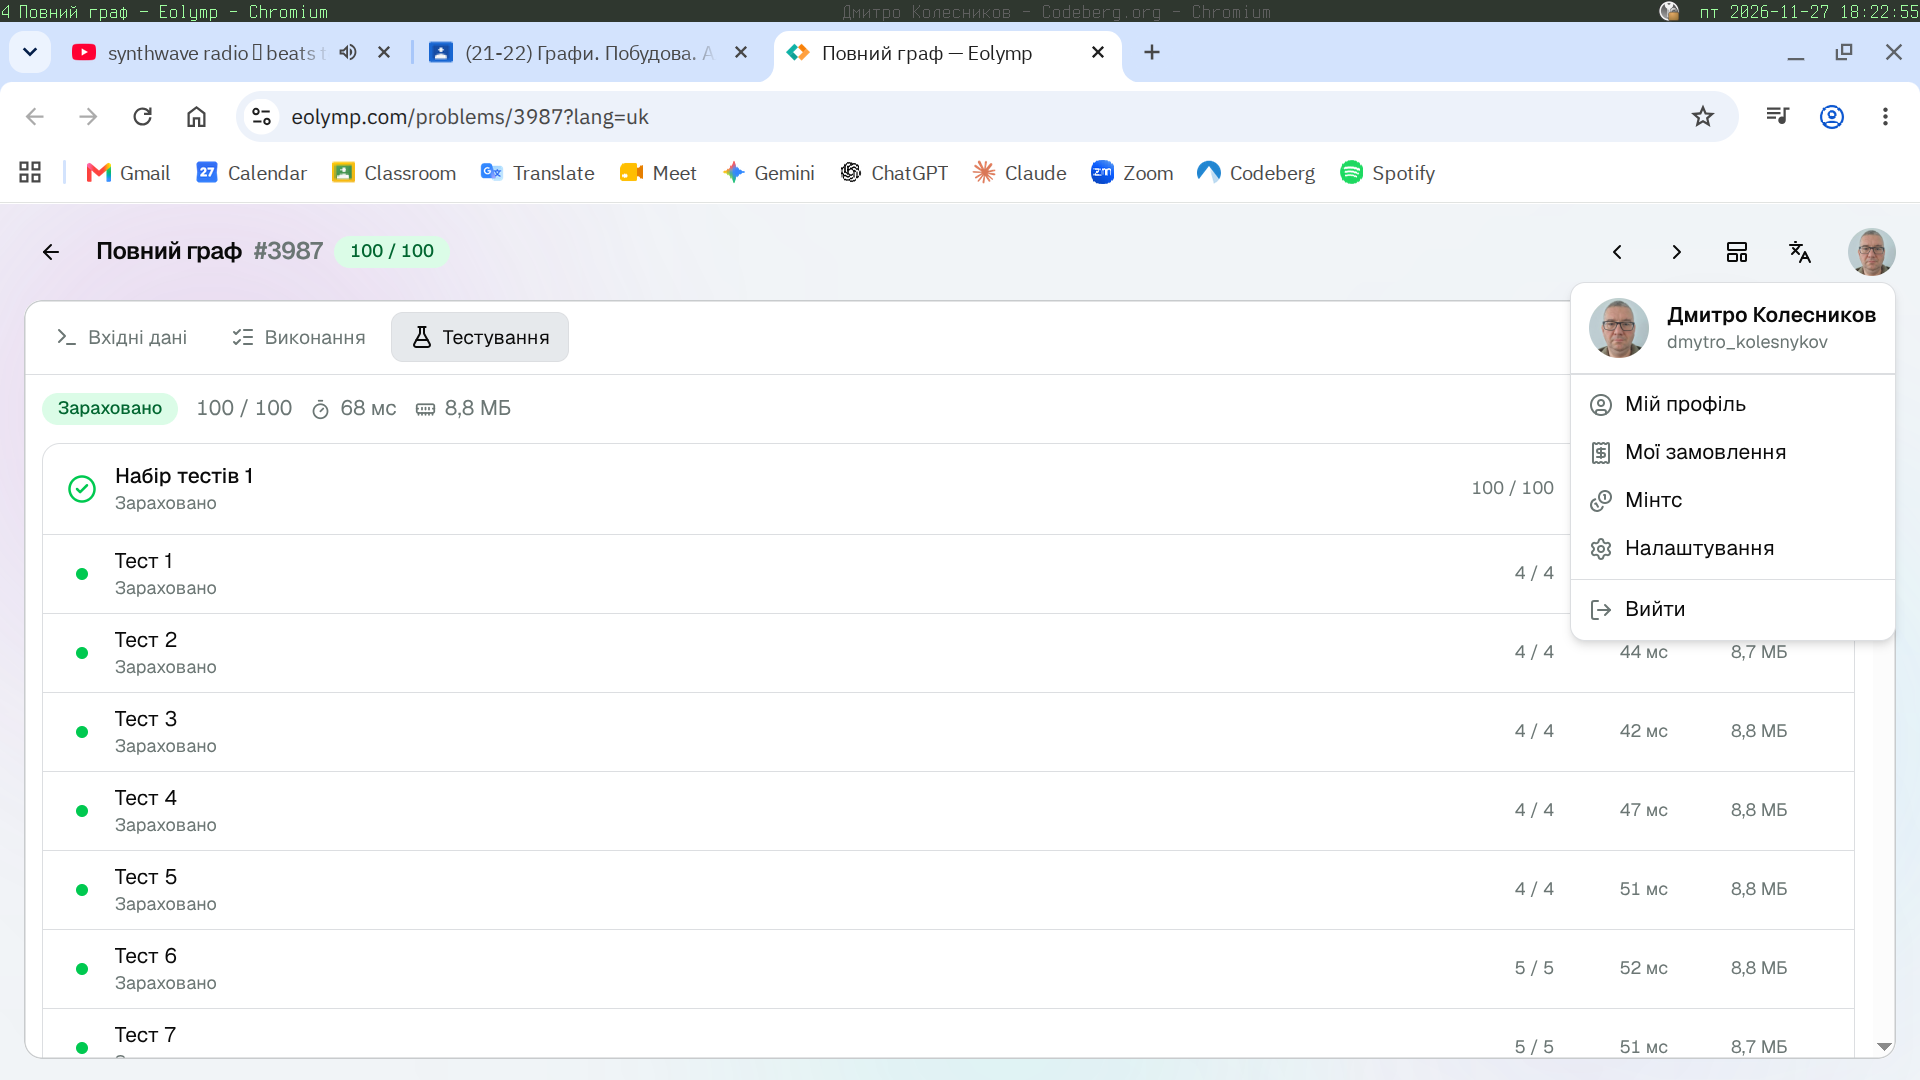 4 Повний граф – Eolymp – Chromium
Дмитро Колесников – Codeberg.org – Chromium
пт 2026-11-27 18:22:55
synthwave radio beats t
(21-22) Графи. Побудова. А
Повний граф — Eolymp
eolymp.com/problems/3987?lang=uk
Gmail
27 Calendar
Classroom
Translate
Meet
Gemini
ChatGPT
Claude
zm Zoom
Codeberg
Spotify
Повний граф #3987 100 / 100
Дмитро Колесников
dmytro_kolesnykov
Мій профіль
Мої замовлення
Мінтс
Налаштування
Вийти
Вхідні дані
Виконання
Тестування
Зараховано 100 / 100 68 мс 8,8 МБ
Набір тестів 1
Зараховано
100 / 100
Тест 1
Зараховано
4 / 4
Тест 2
Зараховано
4 / 4 44 мс 8,7 МБ
Тест 3
Зараховано
4 / 4 42 мс 8,8 МБ
Тест 4
Зараховано
4 / 4 47 мс 8,8 МБ
Тест 5
Зараховано
4 / 4 51 мс 8,8 МБ
Тест 6
Зараховано
5 / 5 52 мс 8,8 МБ
Тест 7
5 / 5 51 мс 8,7 МБ